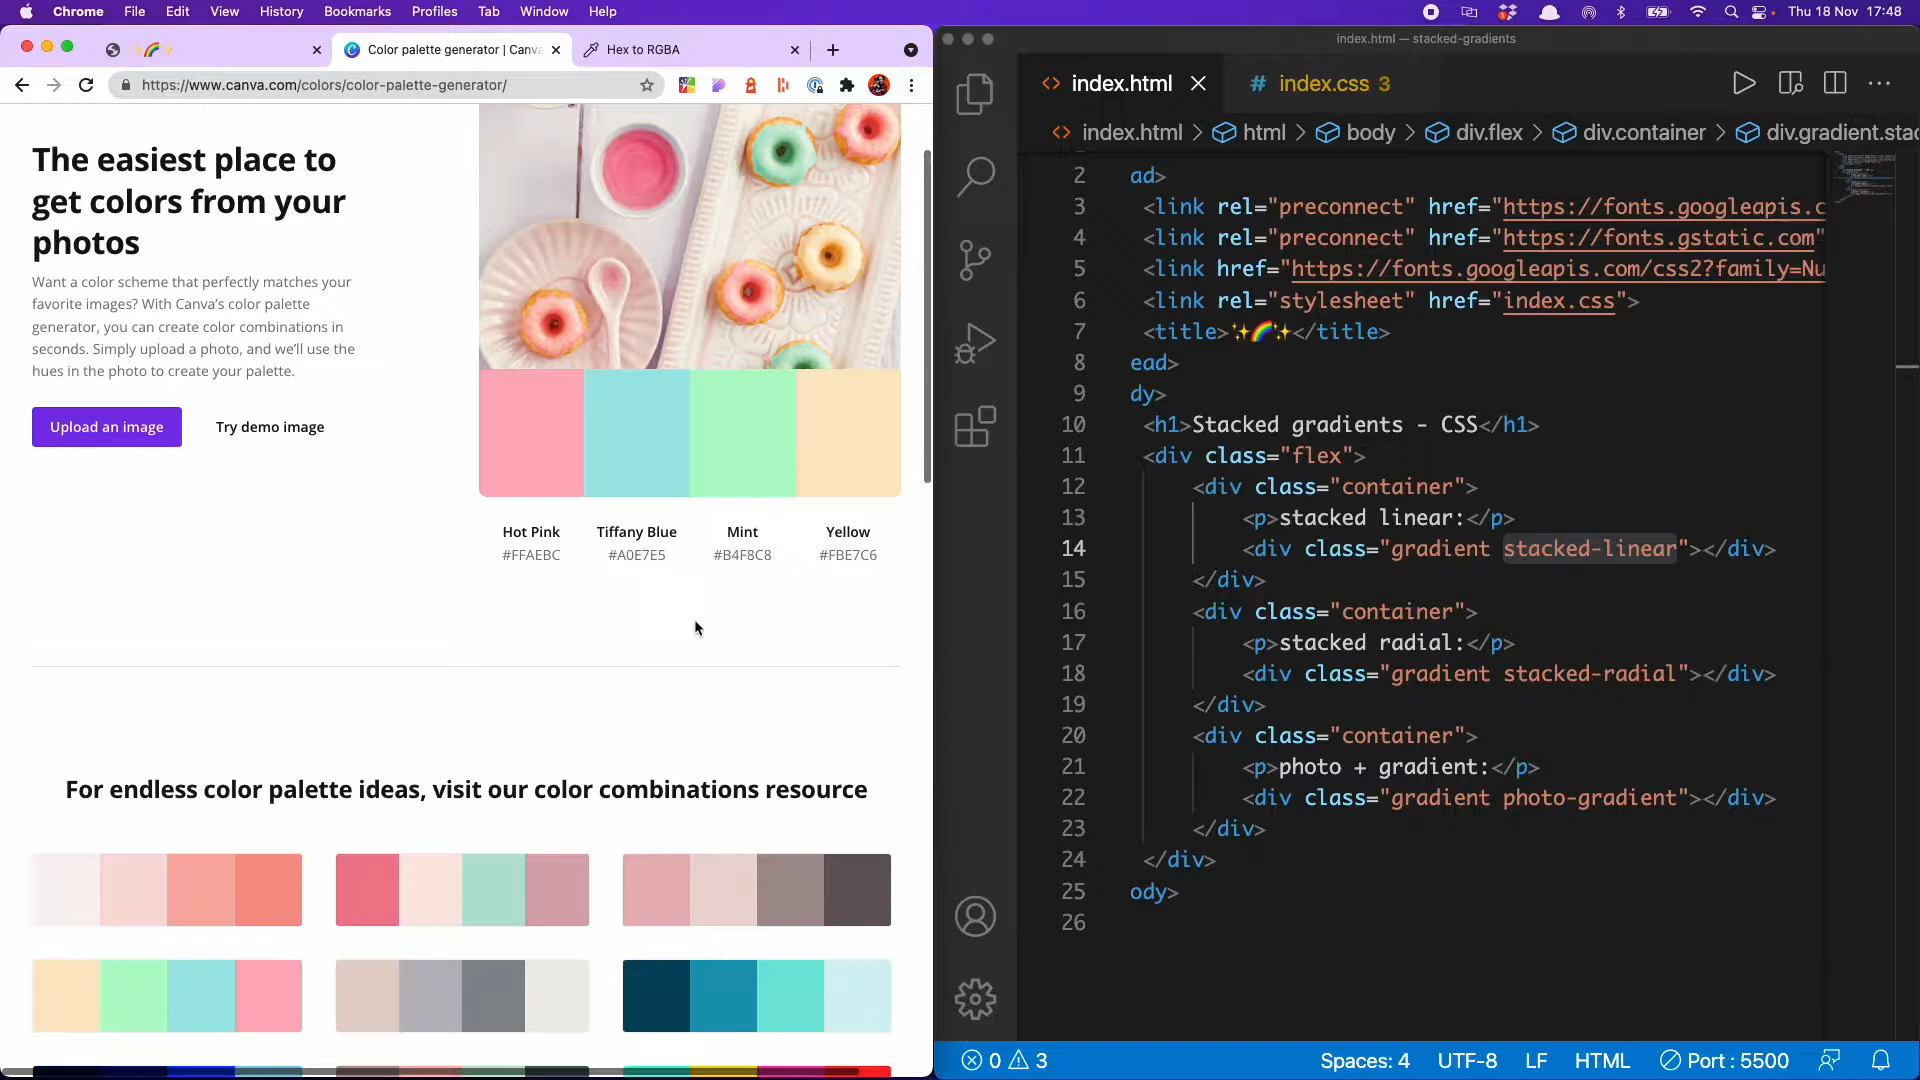 Chrome File Edit View History Bookmarks Profiles Tab Window Help
Thu 18 Nov 17:48
Color palette generator | Canva
Hex to RGBA
https://www.canva.com/colors/color-palette-generator/
The easiest place to
get colors from your
photos
Want a color scheme that perfectly matches your
favorite images? With Canva's color palette
generator, you can create color combinations in
seconds. Simply upload a photo, and we'll use the
hues in the photo to create your palette.
Upload an image
Try demo image
Hot Pink Tiffany Blue Mint Yellow
#FFAEBC #A0E7E5 #B4F8C8 #FBE7C6
For endless color palette ideas, visit our color combinations resource
index.html — stacked-gradients
<> index.html
# index.css 3
<> index.html > html > body > div.flex > div.container > div.gradient.stac
2 ad>
3 <link rel="preconnect" href="https://fonts.googleapis.c
4 <link rel="preconnect" href="https://fonts.gstatic.com"
5 <link href="https://fonts.googleapis.com/css2?family=Nu
6 <link rel="stylesheet" href="index.css">
7 <title>✨🌈✨</title>
8 ead>
9 dy>
10 <h1>Stacked gradients - CSS</h1>
11 <div class="flex">
12 <div class="container">
13 <p>stacked linear:</p>
14 <div class="gradient stacked-linear"></div>
15 </div>
16 <div class="container">
17 <p>stacked radial:</p>
18 <div class="gradient stacked-radial"></div>
19 </div>
20 <div class="container">
21 <p>photo + gradient:</p>
22 <div class="gradient photo-gradient"></div>
23 </div>
24 </div>
25 ody>
26
0 3
Spaces: 4 UTF-8 LF HTML Port : 5500